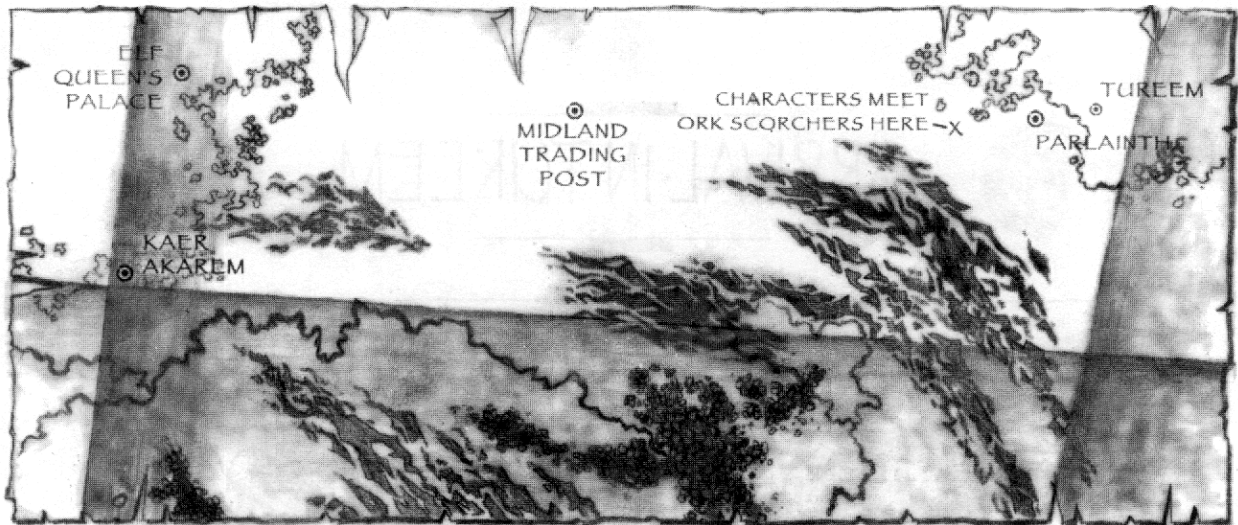 ELF
QUEEN'S
PALACE
MIDLAND
TRADING
POST
CHARACTERS MEET
ORK SCORCHERS HERE – X
TUREEM
PARLAINTH
KAER
AKAREM